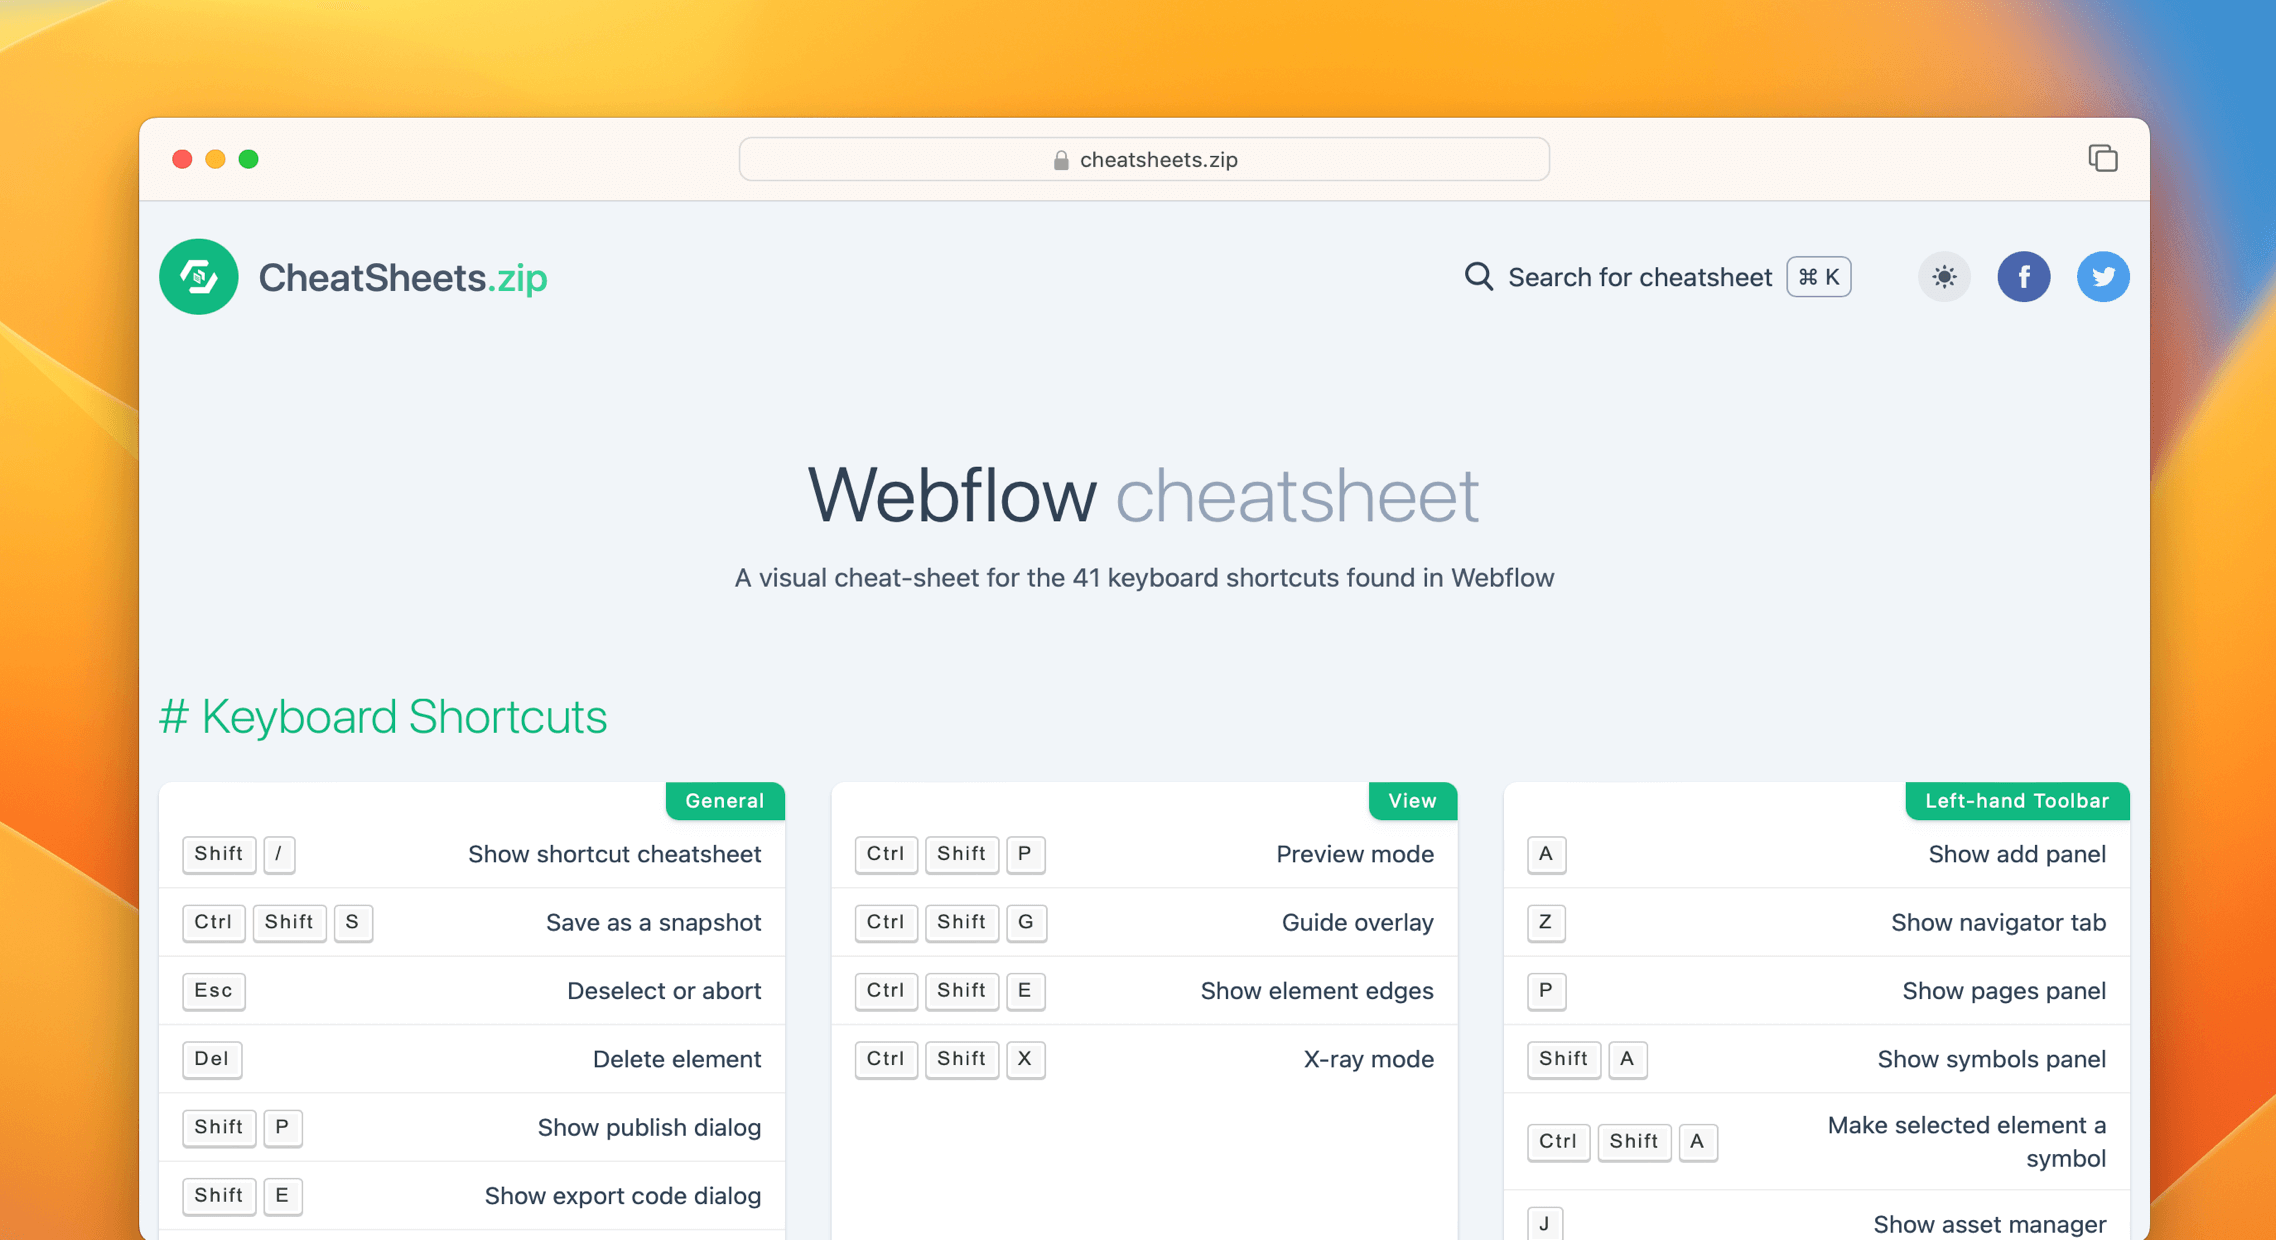 cheatsheets.zip
CheatSheets.zip
Search for cheatsheet ⌘ K
Webflow cheatsheet
A visual cheat-sheet for the 41 keyboard shortcuts found in Webflow
# Keyboard Shortcuts
General
Shift / Show shortcut cheatsheet
Ctrl Shift S Save as a snapshot
Esc Deselect or abort
Del Delete element
Shift P Show publish dialog
Shift E Show export code dialog
View
Ctrl Shift P Preview mode
Ctrl Shift G Guide overlay
Ctrl Shift E Show element edges
Ctrl Shift X X-ray mode
Left-hand Toolbar
A Show add panel
Z Show navigator tab
P Show pages panel
Shift A Show symbols panel
Ctrl Shift A Make selected element a
symbol
J Show asset manager